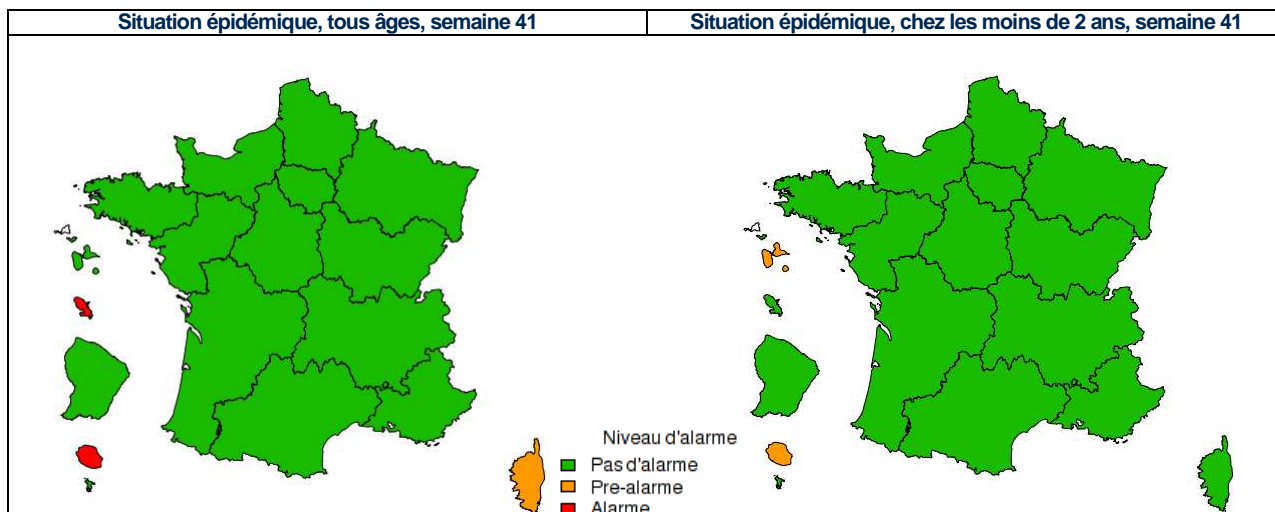 Situation épidémique, tous âges, semaine 41
Situation épidémique, chez les moins de 2 ans, semaine 41
Niveau d'alarme
Pas d'alarme
Pre-alarme
Alarme